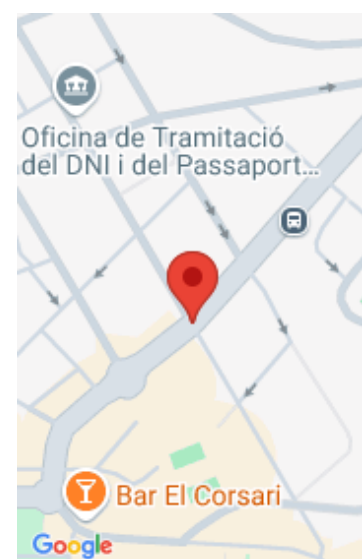 Oficina de Tramitació
del DNI i del Passaport...
Bar El Corsari
Google